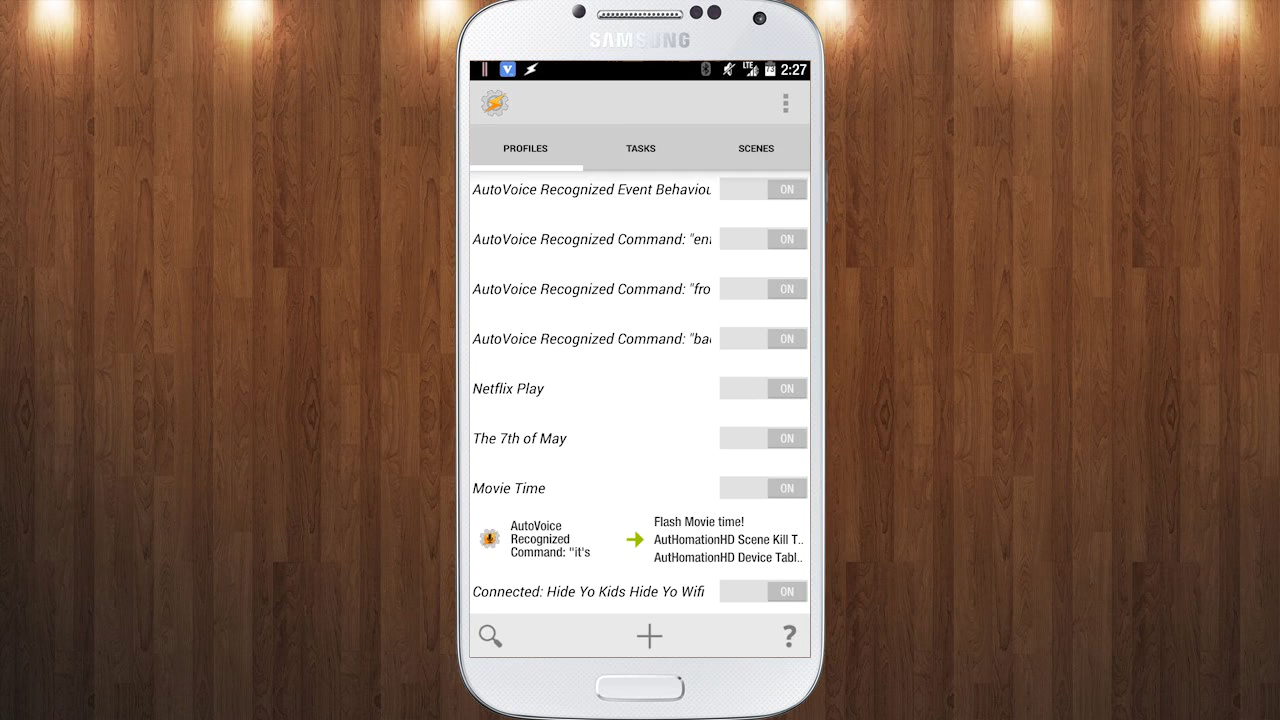 SAMSUNG
LTE 73 2:27
PROFILES TASKS SCENES
AutoVoice Recognized Event Behaviou ON
AutoVoice Recognized Command: "en ON
AutoVoice Recognized Command: "fro ON
AutoVoice Recognized Command: "ba ON
Netflix Play ON
The 7th of May ON
Movie Time ON
AutoVoice
Recognized
Command: "it's
Flash Movie time!
AutHomationHD Scene Kill T..
AutHomationHD Device Tabl..
Connected: Hide Yo Kids Hide Yo Wifi ON
?